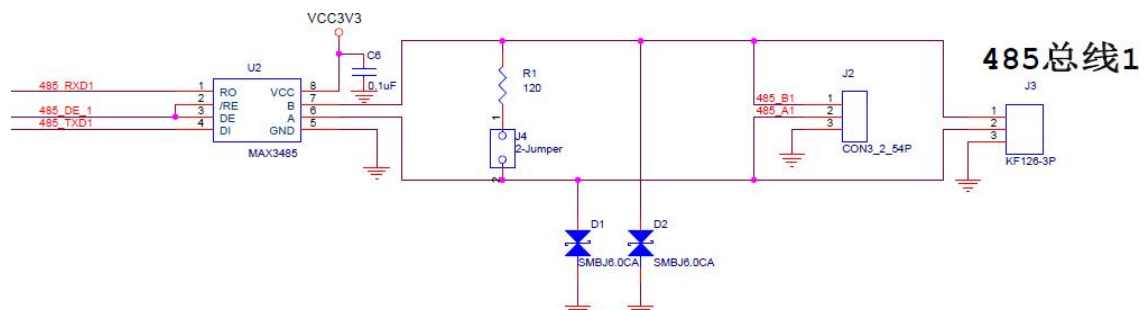 VCC3V3
C6
0.1uF
U2
485_RXD1
1
RO
VCC
8
2
/RE
B
7
485_DE_1
3
DE
A
6
485_TXD1
4
DI
GND
5
MAX3485
R1
120
1
J4
2-Jumper
2
D1
SMBJ6.0CA
D2
SMBJ6.0CA
J2
485_B1
1
485_A1
2
3
CON3_2_54P
485总线1
J3
1
2
3
KF126-3P